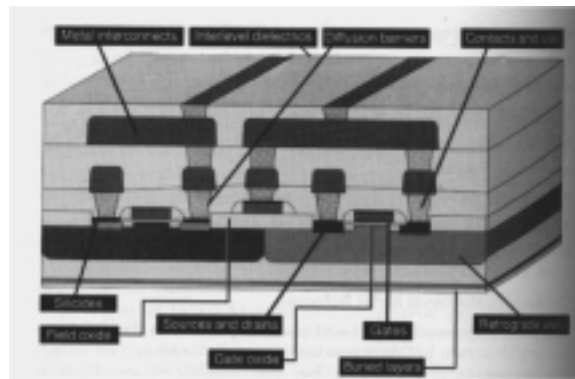 Metal interconnects
Interlevel dielectrics
Diffusion barriers
Contacts and vias
Silicides
Field oxide
Sources and drains
Gate oxide
Gates
Buried layers
Retrograde well